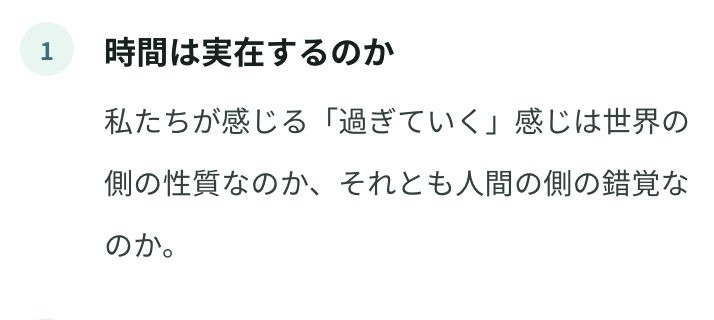 1
時間は実在するのか
私たちが感じる「過ぎていく」感じは世界の
側の性質なのか、それとも人間の側の錯覚な
のか。